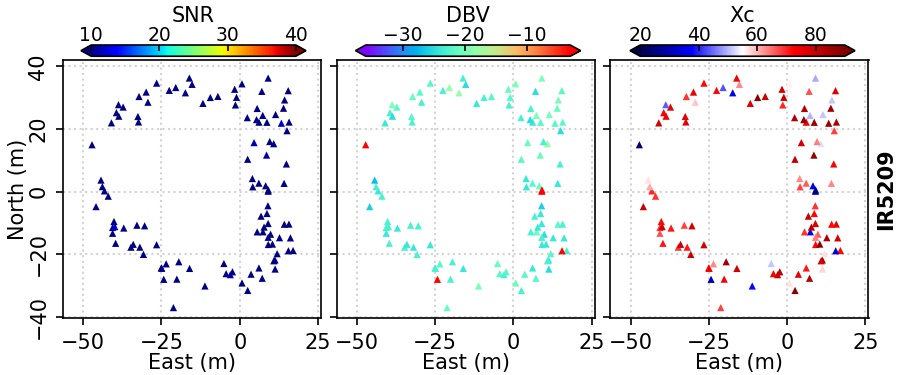 SNR DBV Xc
10 20 30 40 −30 −20 −10 20 40 60 80
40
20
0
−20
−40
North (m)
−50 −25 0 25 −50 −25 0 25 −50 −25 0 25
East (m) East (m) East (m)
IR5209